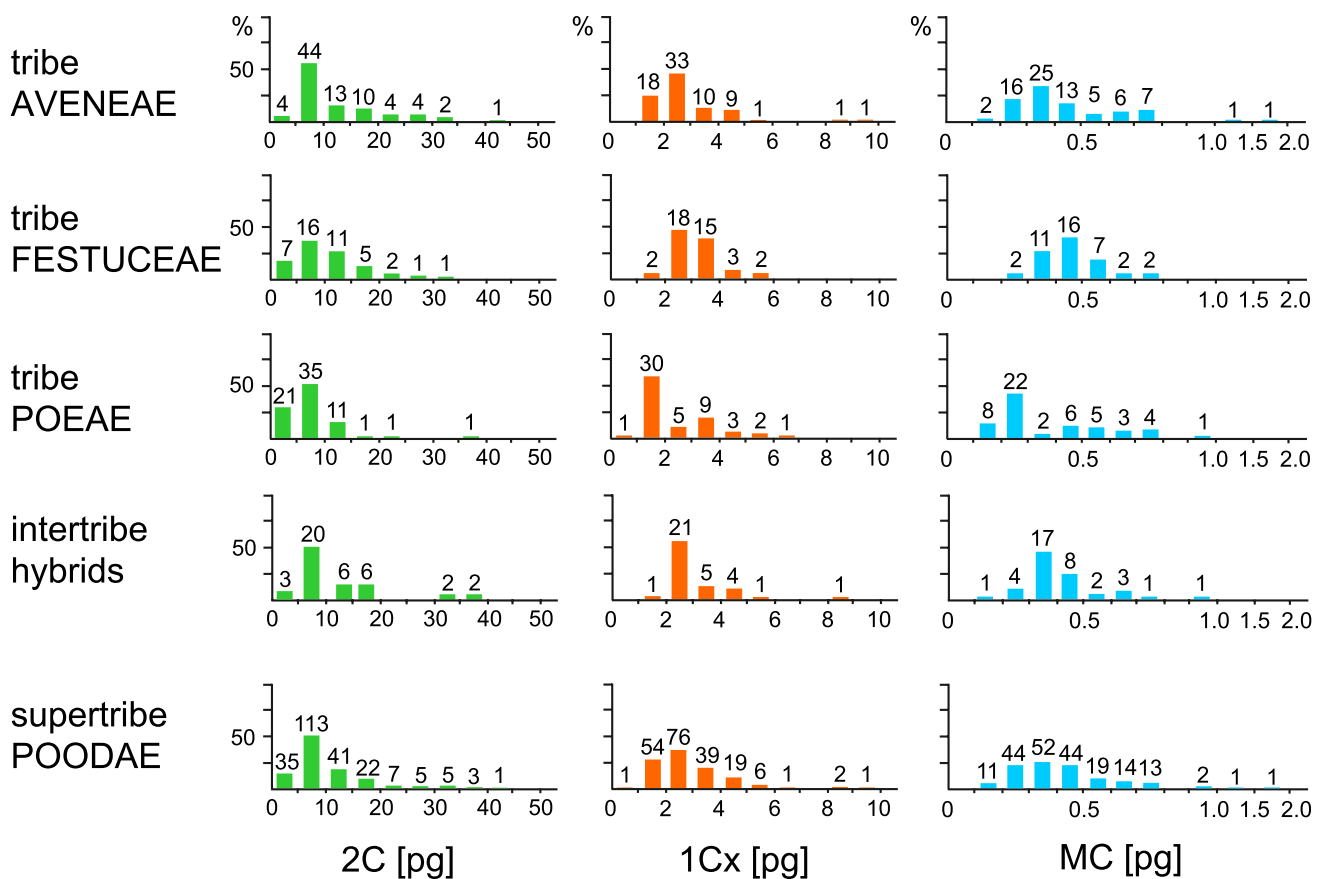 % % %
tribe
AVENEAE
50
4 44 13 10 4 4 2 1
18 33 10 9 1 1 1
2 16 25 13 5 6 7 1 1
0 10 20 30 40 50
0 2 4 6 8 10
0 0.5 1.0 1.5 2.0
tribe
FESTUCEAE
50
7 16 11 5 2 1 1
2 18 15 3 2
2 11 16 7 2 2
0 10 20 30 40 50
0 2 4 6 8 10
0 0.5 1.0 1.5 2.0
tribe
POEAE
50
21 35 11 1 1 1
1 30 5 9 3 2 1
8 22 2 6 5 3 4 1
0 10 20 30 40 50
0 2 4 6 8 10
0 0.5 1.0 1.5 2.0
intertribe
hybrids
50
3 20 6 6 2 2
1 21 5 4 1 1
1 4 17 8 2 3 1 1
0 10 20 30 40 50
0 2 4 6 8 10
0 0.5 1.0 1.5 2.0
supertribe
POODAE
50
35 113 41 22 7 5 5 3 1
1 54 76 39 19 6 1 2 1
11 44 52 44 19 14 13 2 1 1
0 10 20 30 40 50
0 2 4 6 8 10
0 0.5 1.0 1.5 2.0
2C [pg]
1Cx [pg]
MC [pg]